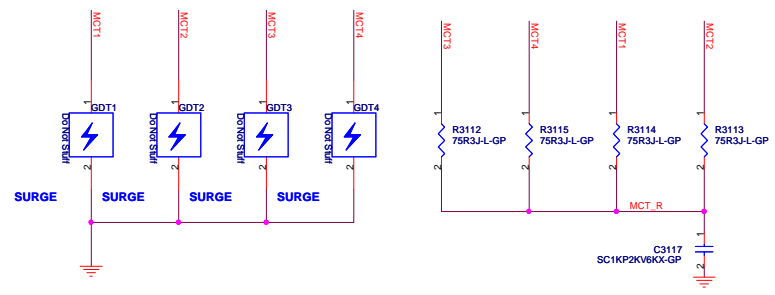 MCT1
MCT2
MCT3
MCT4
MCT3
MCT4
MCT1
MCT2
1
GDT1
1
GDT2
1
GDT3
1
GDT4
Do Not Stuff
Do Not Stuff
Do Not Stuff
Do Not Stuff
2
2
2
2
SURGE
SURGE
SURGE
SURGE
1
R3112
75R3J-L-GP
2
1
R3115
75R3J-L-GP
2
1
R3114
75R3J-L-GP
2
1
R3113
75R3J-L-GP
2
MCT_R
1
C3117
SC1KP2KV6KX-GP
2